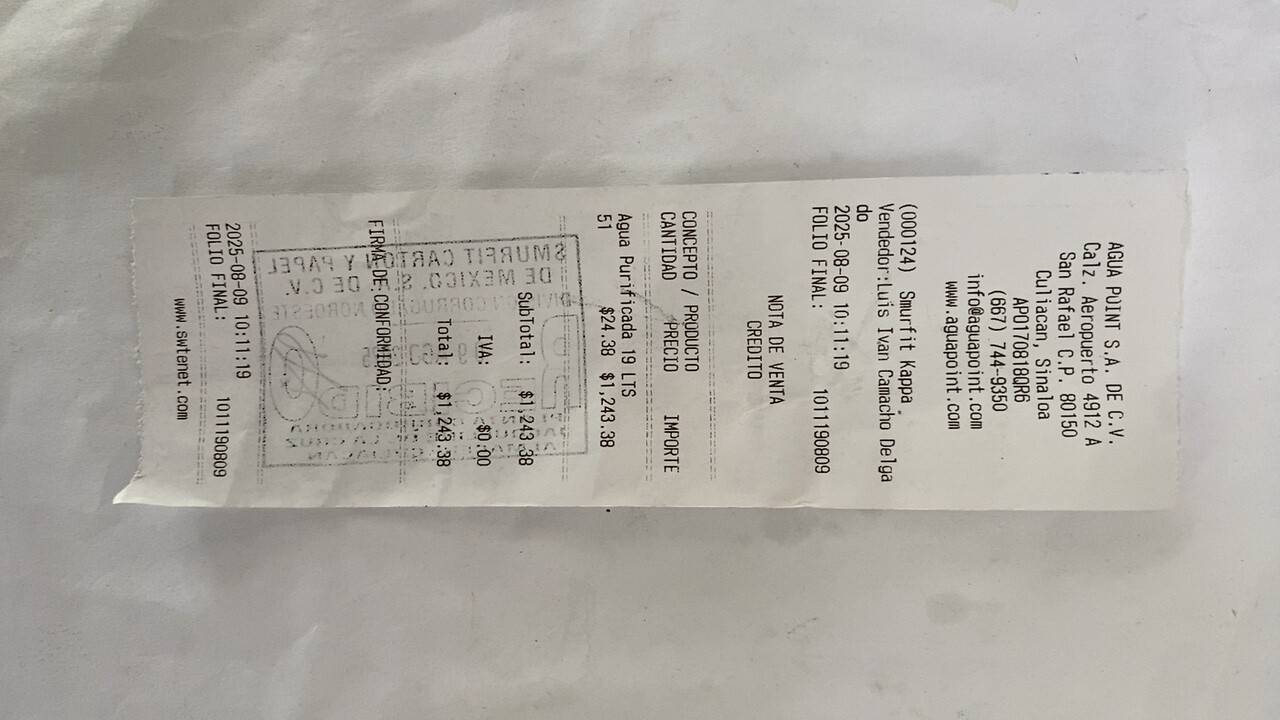 AGUA POINT S.A. DE C.V.
Calz. Aeropuerto 4912 A
San Rafael C.P. 80150
Culiacan, Sinaloa
APO170818QR6
(667) 744-9350
info@aguapoint.com
www.aguapoint.com
(000124) Smurfit Kappa
Vendedor:Luis Ivan Camacho Delga
do
2025-08-09 10:11:19
FOLIO FINAL: 1011190809
NOTA DE VENTA
CREDITO
CONCEPTO / PRODUCTO
CANTIDAD PRECIO IMPORTE
Agua Purificada 19 LTS
51 $24.38 $1,243.38
SubTotal: $1,243.38
IVA: $0.00
Total: $1,243.38
FIRMA DE CONFORMIDAD:
SMURFIT CARTON Y PAPEL
DE MEXICO, S.A. DE C.V.
DIVISION CORRUGADO NOROESTE
2025-08-09 10:11:19
FOLIO FINAL: 1011190809
www.swtenet.com